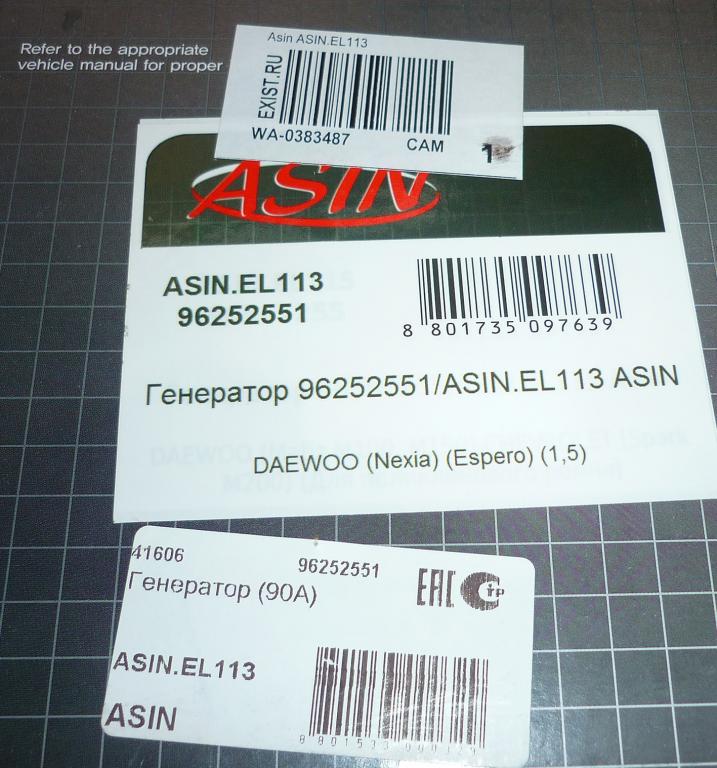 Refer to the appropriate
vehicle manual for proper
Asin ASIN.EL113
EXIST.RU
WA-0383487 CAM
1
ASIN
ASIN.EL113
96252551
8 801735 097639
Генератор 96252551/ASIN.EL113 ASIN
DAEWOO (Nexia) (Espero) (1,5)
41606 96252551
Генератор (90А)
EAC
ASIN.EL113
ASIN